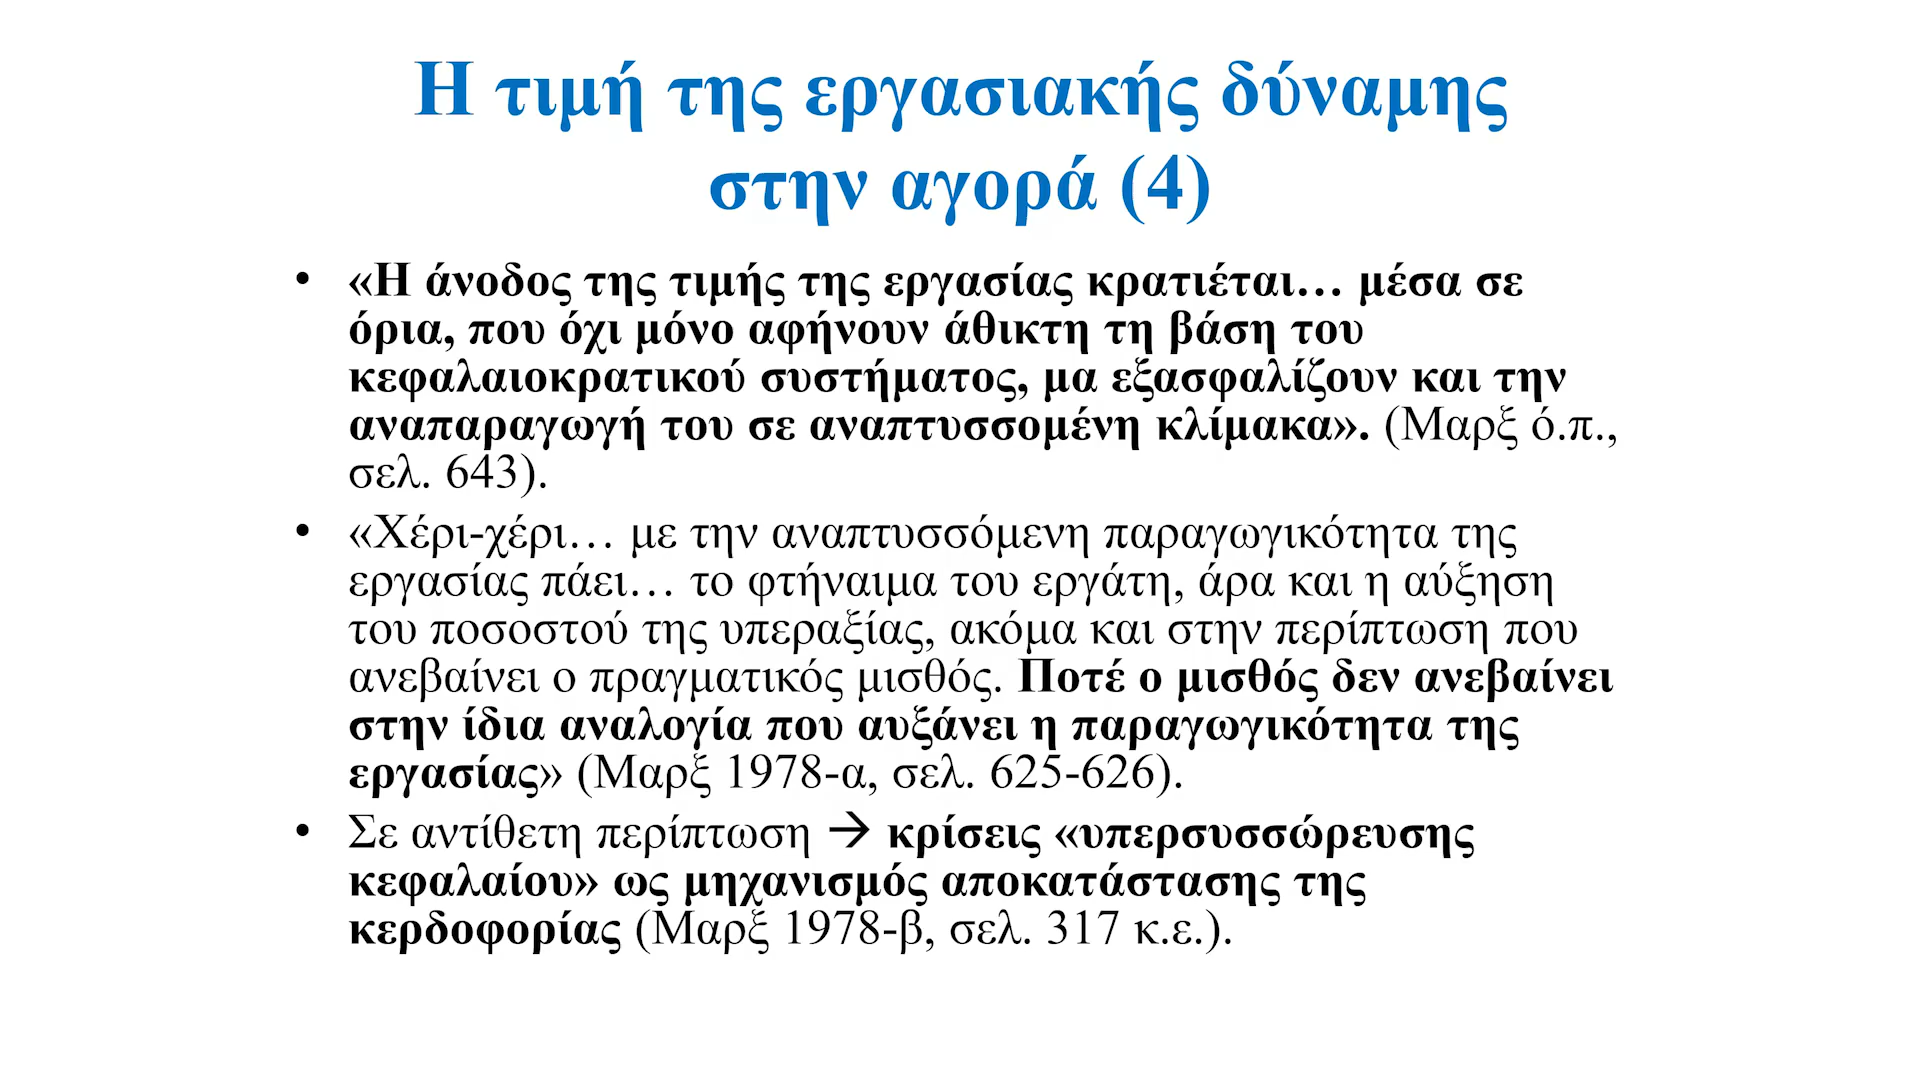 Η τιμή της εργασιακής δύναμης
στην αγορά (4)
• «Η άνοδος της τιμής της εργασίας κρατιέται… μέσα σε
όρια, που όχι μόνο αφήνουν άθικτη τη βάση του
κεφαλαιοκρατικού συστήματος, μα εξασφαλίζουν και την
αναπαραγωγή του σε αναπτυσσομένη κλίμακα». (Μαρξ ό.π.,
σελ. 643).
• «Χέρι-χέρι… με την αναπτυσσόμενη παραγωγικότητα της
εργασίας πάει… το φτήναιμα του εργάτη, άρα και η αύξηση
του ποσοστού της υπεραξίας, ακόμα και στην περίπτωση που
ανεβαίνει ο πραγματικός μισθός. Ποτέ ο μισθός δεν ανεβαίνει
στην ίδια αναλογία που αυξάνει η παραγωγικότητα της
εργασίας» (Μαρξ 1978-α, σελ. 625-626).
• Σε αντίθετη περίπτωση → κρίσεις «υπερσυσσώρευσης
κεφαλαίου» ως μηχανισμός αποκατάστασης της
κερδοφορίας (Μαρξ 1978-β, σελ. 317 κ.ε.).